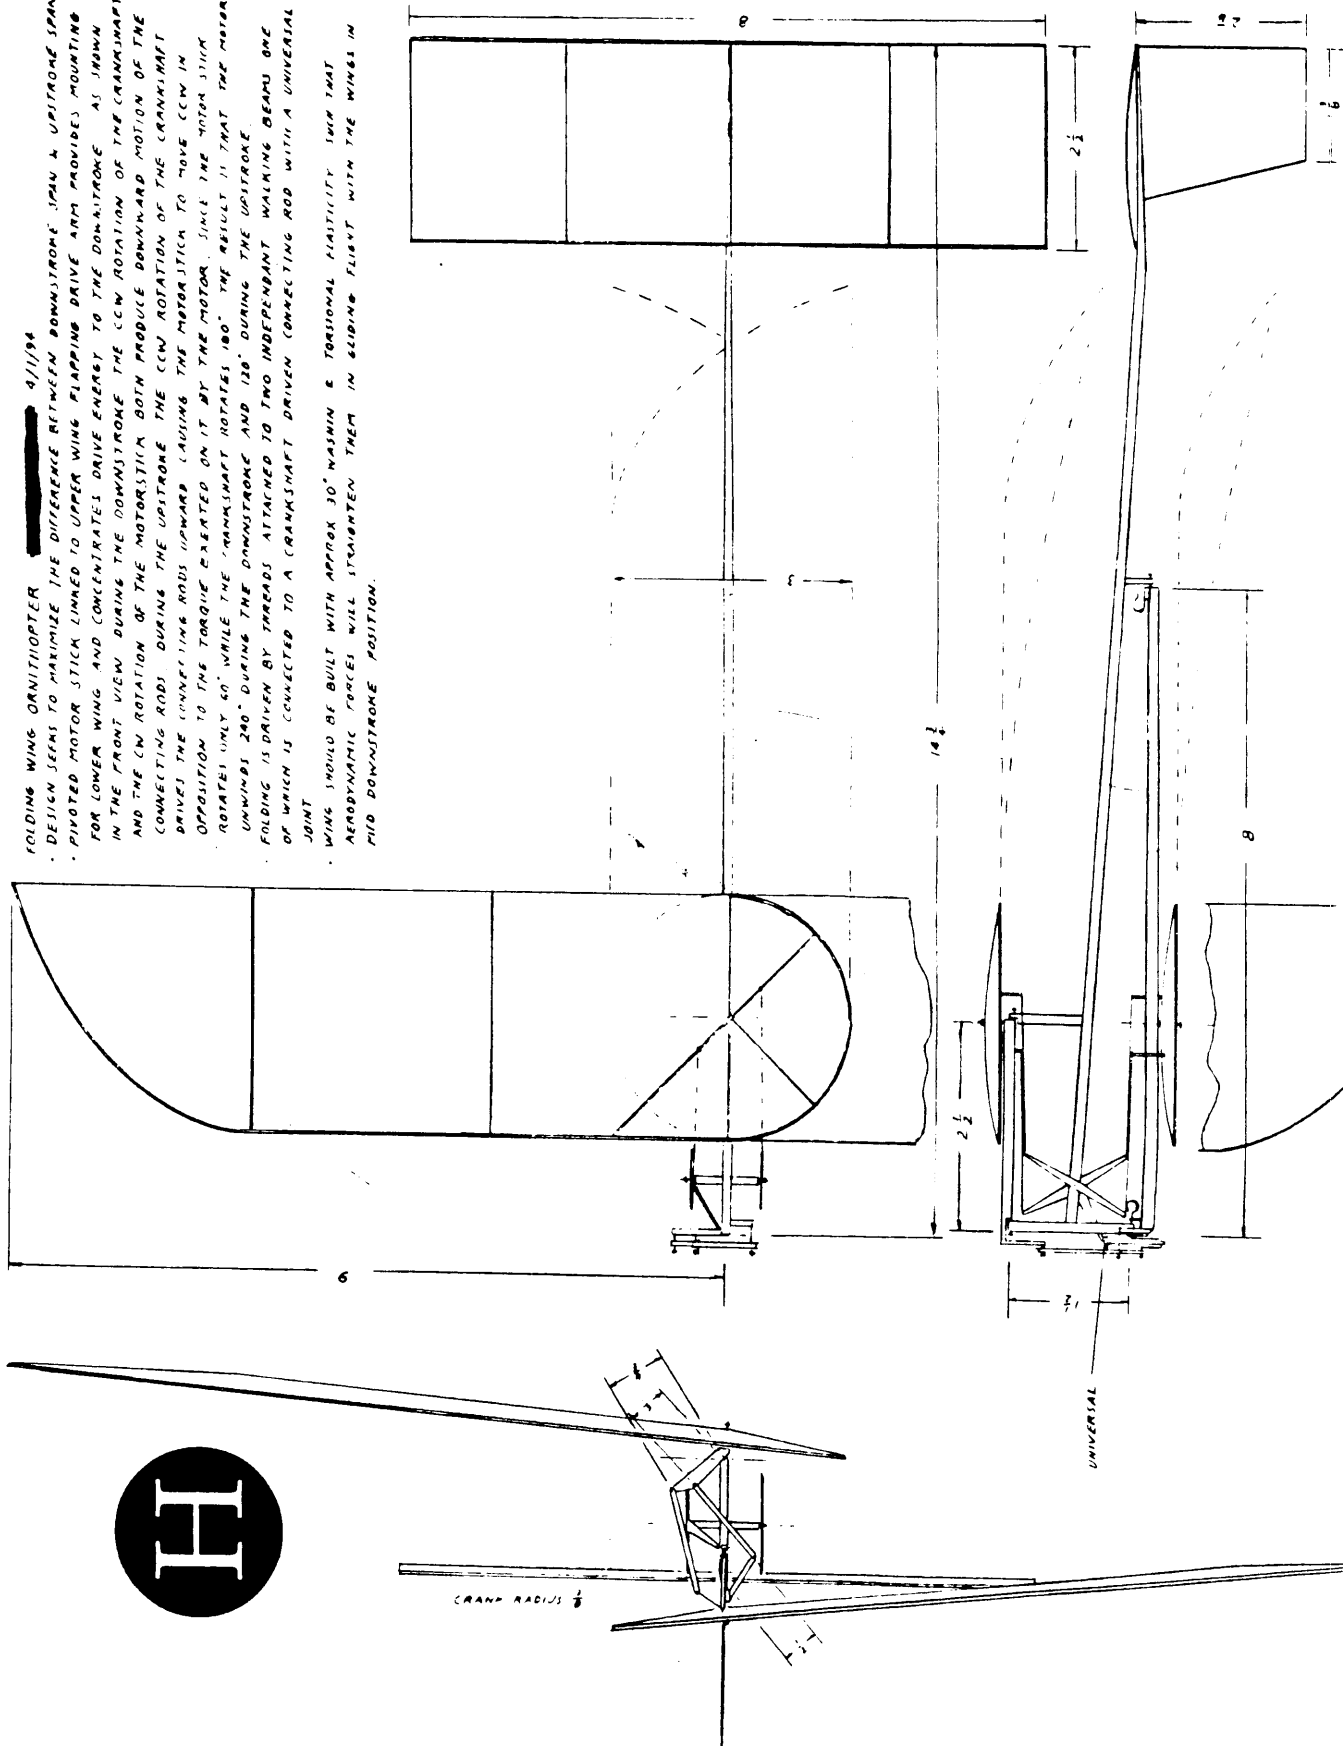 FOLDING WING ORNITHOPTER 4/1/94
· DESIGN SEEKS TO MAXIMIZE THE DIFFERENCE BETWEEN DOWNSTROKE SPAN & UPSTROKE SPAN
· PIVOTED MOTOR STICK LINKED TO UPPER WING FLAPPING DRIVE ARM PROVIDES MOUNTING
FOR LOWER WING AND CONCENTRATES DRIVE ENERGY TO THE DOWNSTROKE AS SHOWN
IN THE FRONT VIEW DURING THE DOWNSTROKE THE CCW ROTATION OF THE CRANKSHAFT
AND THE CW ROTATION OF THE MOTORSTICK BOTH PRODUCE DOWNWARD MOTION OF THE
CONNECTING RODS. DURING THE UPSTROKE THE CCW ROTATION OF THE CRANKSHAFT
DRIVES THE CONNECTING RODS UPWARD CAUSING THE MOTORSTICK TO MOVE CCW IN
OPPOSITION TO THE TORQUE EXERTED ON IT BY THE MOTOR. SINCE THE MOTOR STICK
ROTATES ONLY 60° WHILE THE CRANKSHAFT ROTATES 180° THE RESULT IS THAT THE MOTOR
UNWINDS 240° DURING THE DOWNSTROKE AND 120° DURING THE UPSTROKE.
· FOLDING IS DRIVEN BY THREADS ATTACHED TO TWO INDEPENDANT WALKING BEAMS ONE
OF WHICH IS CONNECTED TO A CRANKSHAFT DRIVEN CONNECTING ROD WITH A UNIVERSAL
JOINT
· WING SHOULD BE BUILT WITH APPROX 30° WASHIN & TORSIONAL ELASTICITY SUCH THAT
AERODYNAMIC FORCES WILL STRAIGHTEN THEM IN GLIDING FLIGHT WITH THE WINGS IN
MID DOWNSTROKE POSITION.
8
2 1/2
3
14 3/4
8
2 1/2
9
1 1/2
UNIVERSAL
H
CRANK RADIUS
1/2